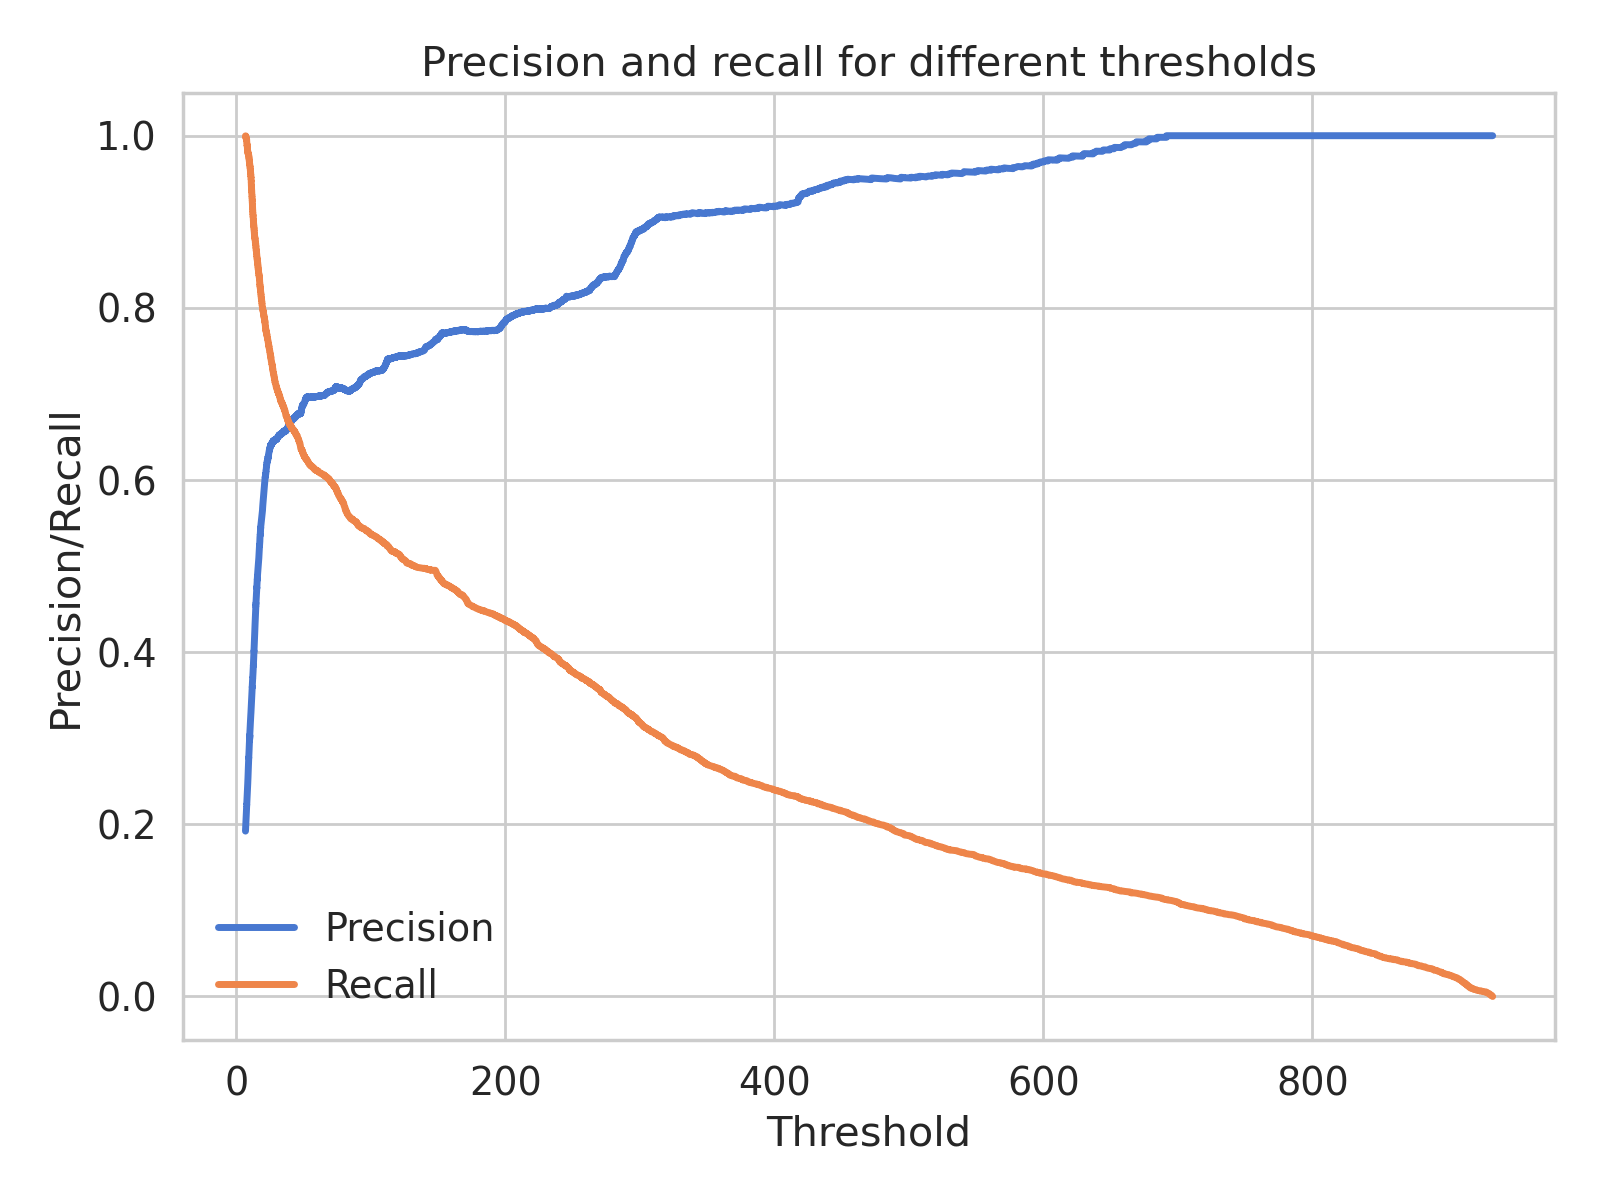 Precision and recall for different thresholds
1.0
0.8
0.6
0.4
0.2
0.0
Precision/Recall
Precision
Recall
0 200 400 600 800
Threshold